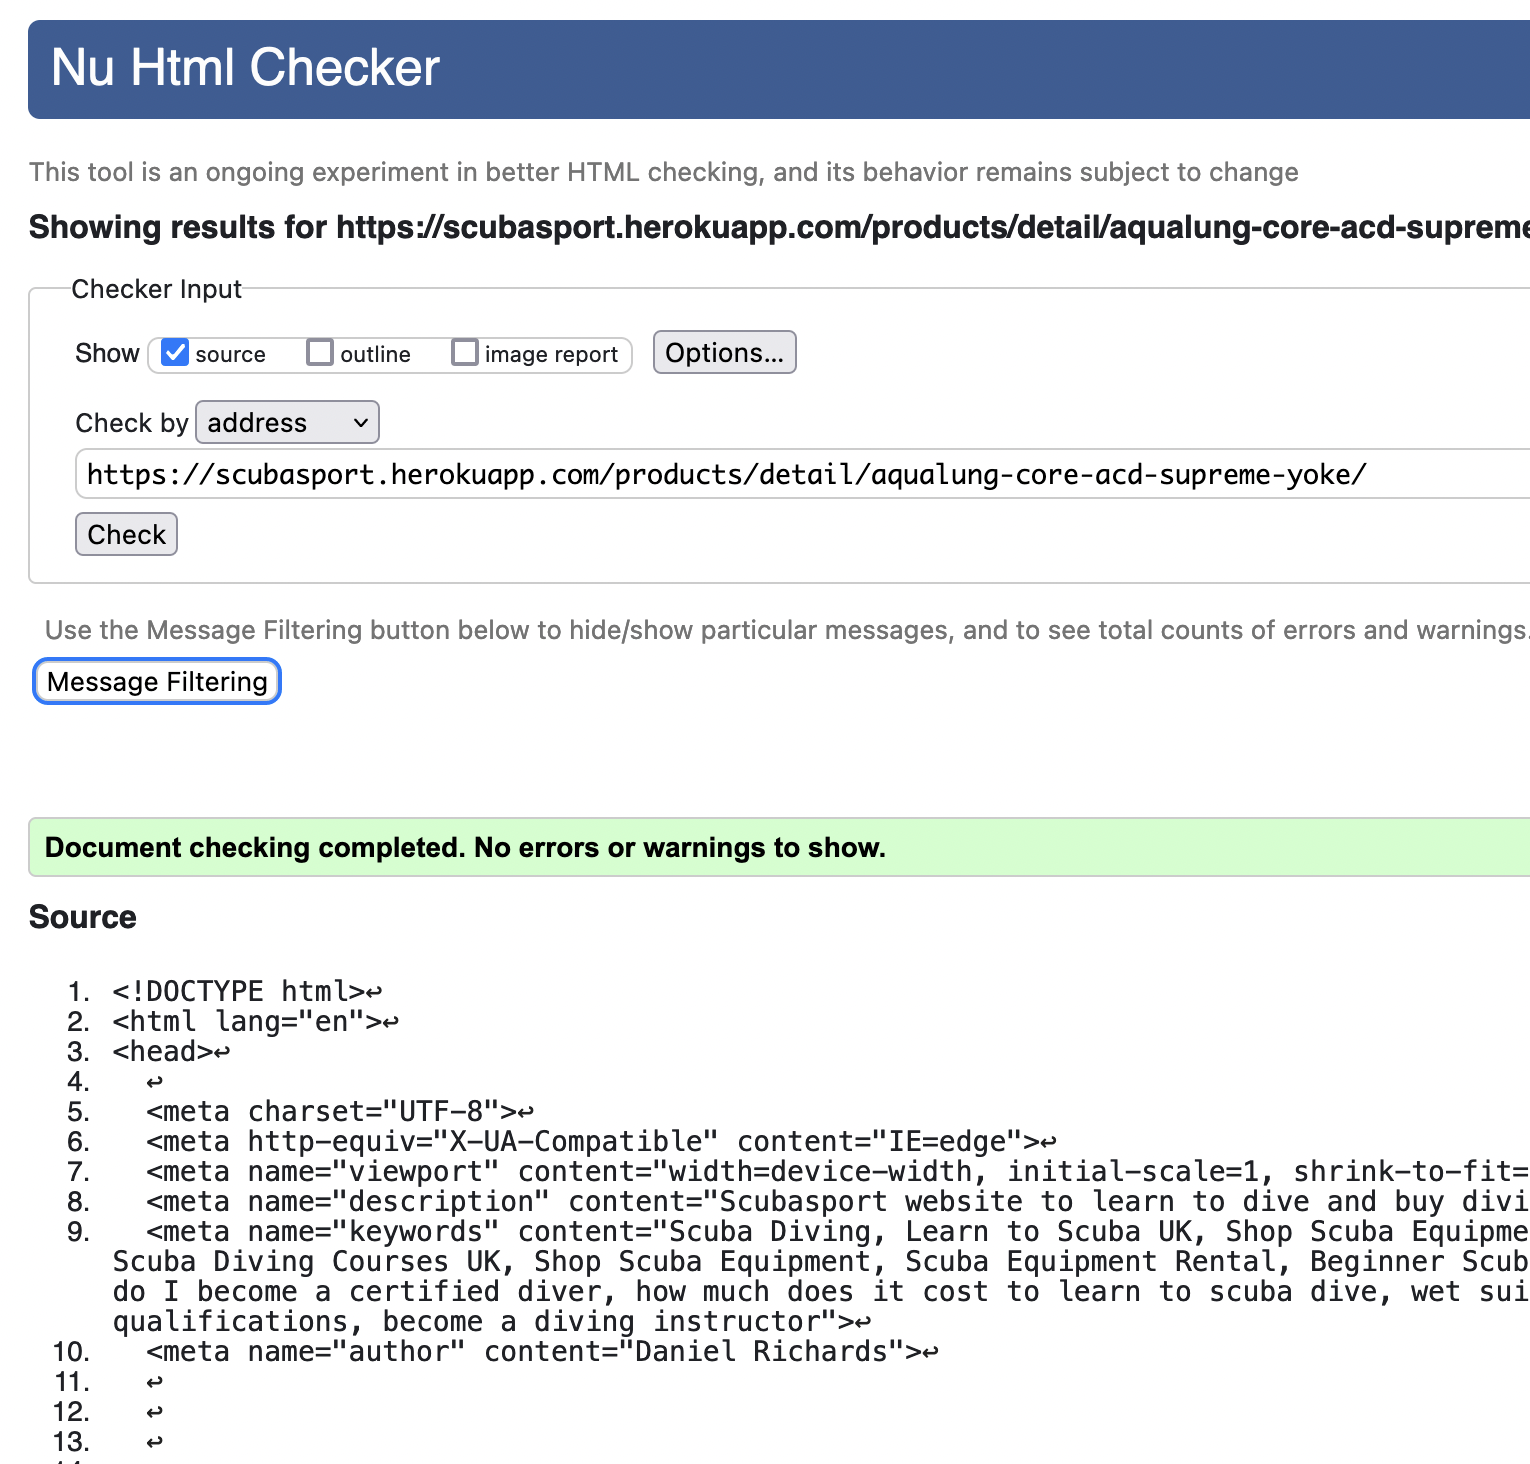 Nu Html Checker
This tool is an ongoing experiment in better HTML checking, and its behavior remains subject to change
Showing results for https://scubasport.herokuapp.com/products/detail/aqualung-core-acd-supreme
Checker Input
Show source outline image report Options...
Check by address
https://scubasport.herokuapp.com/products/detail/aqualung-core-acd-supreme-yoke/
Check
Use the Message Filtering button below to hide/show particular messages, and to see total counts of errors and warnings.
Message Filtering
Document checking completed. No errors or warnings to show.
Source
1. <!DOCTYPE html>↩
2. <html lang="en">↩
3. <head>↩
4. ↩
5. <meta charset="UTF-8">↩
6. <meta http-equiv="X-UA-Compatible" content="IE=edge">↩
7. <meta name="viewport" content="width=device-width, initial-scale=1, shrink-to-fit=
8. <meta name="description" content="Scubasport website to learn to dive and buy divi
9. <meta name="keywords" content="Scuba Diving, Learn to Scuba UK, Shop Scuba Equipme
Scuba Diving Courses UK, Shop Scuba Equipment, Scuba Equipment Rental, Beginner Scub
do I become a certified diver, how much does it cost to learn to scuba dive, wet sui
qualifications, become a diving instructor">↩
10. <meta name="author" content="Daniel Richards">↩
11. ↩
12. ↩
13. ↩